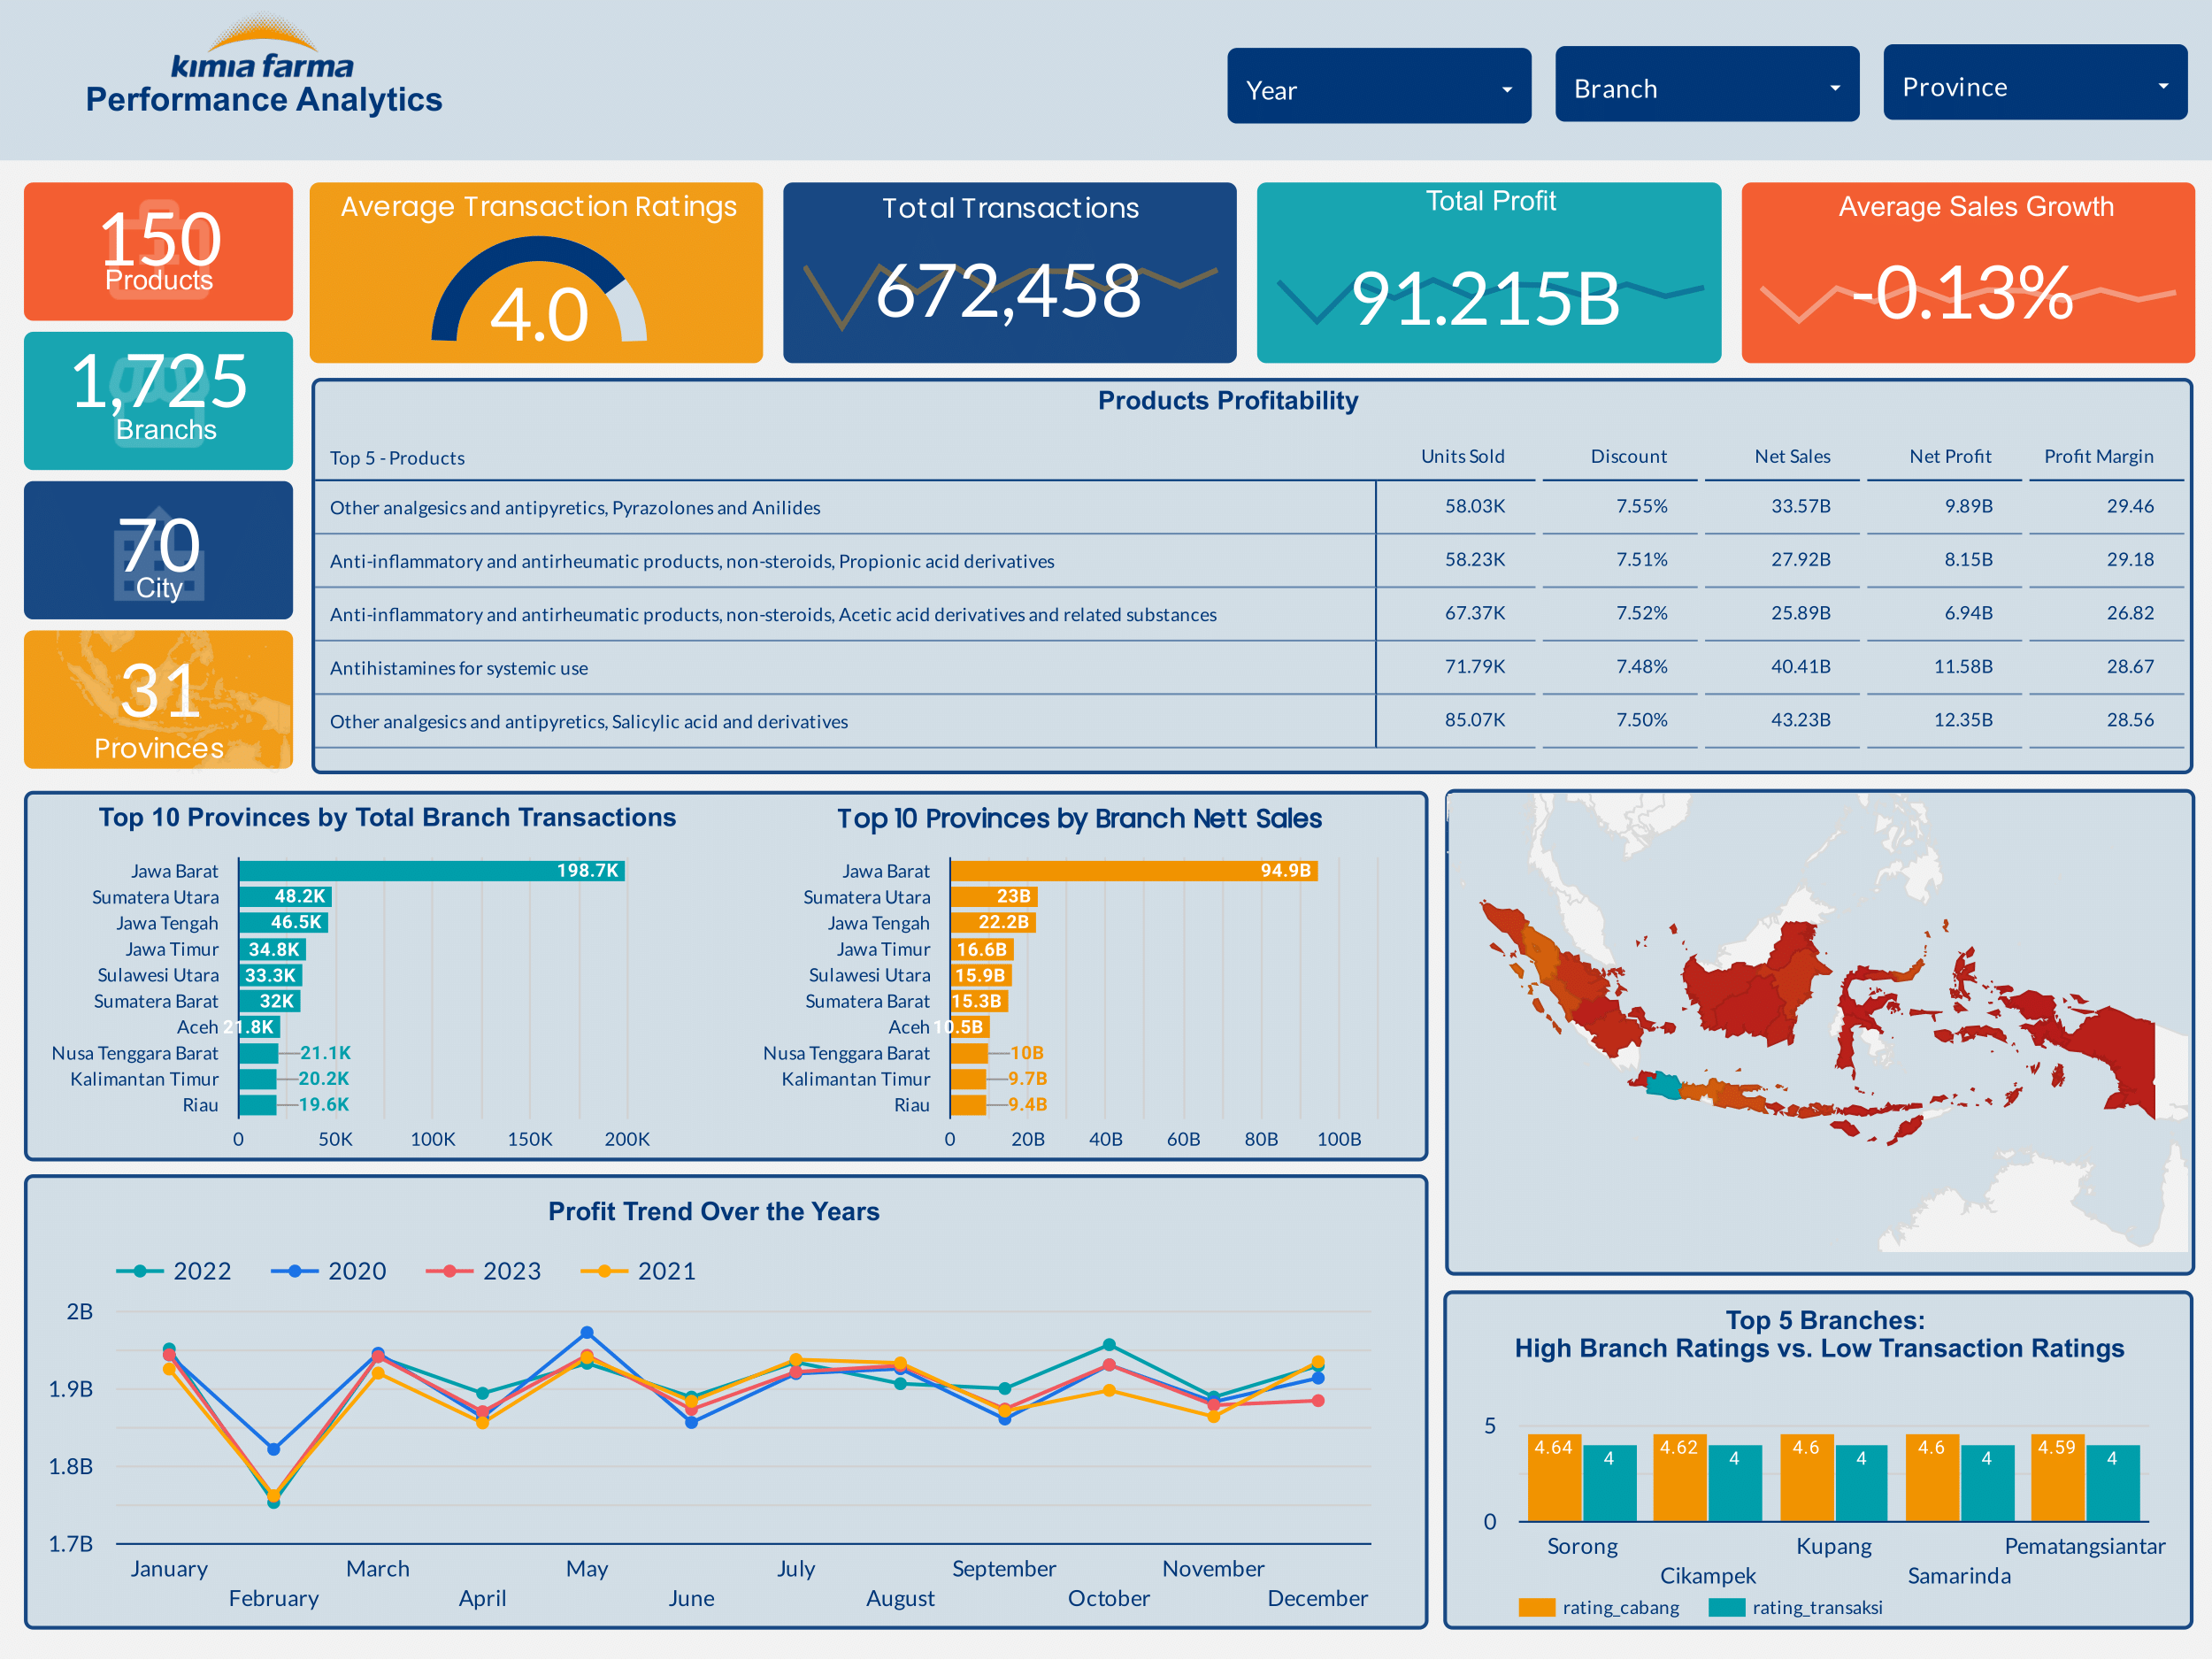 kimia farma
Performance Analytics
Year
Branch
Province
150
Products
1,725
Branchs
70
City
31
Provinces
Average Transaction Ratings
4.0
Total Transactions
672,458
Total Profit
91.215B
Average Sales Growth
-0.13%
Products Profitability
Top 5 - Products Units Sold Discount Net Sales Net Profit Profit Margin
Other analgesics and antipyretics, Pyrazolones and Anilides 58.03K 7.55% 33.57B 9.89B 29.46
Anti-inflammatory and antirheumatic products, non-steroids, Propionic acid derivatives 58.23K 7.51% 27.92B 8.15B 29.18
Anti-inflammatory and antirheumatic products, non-steroids, Acetic acid derivatives and related substances 67.37K 7.52% 25.89B 6.94B 26.82
Antihistamines for systemic use 71.79K 7.48% 40.41B 11.58B 28.67
Other analgesics and antipyretics, Salicylic acid and derivatives 85.07K 7.50% 43.23B 12.35B 28.56
Top 10 Provinces by Total Branch Transactions
Jawa Barat 198.7K
Sumatera Utara 48.2K
Jawa Tengah 46.5K
Jawa Timur 34.8K
Sulawesi Utara 33.3K
Sumatera Barat 32K
Aceh 21.8K
Nusa Tenggara Barat 21.1K
Kalimantan Timur 20.2K
Riau 19.6K
0 50K 100K 150K 200K
Top 10 Provinces by Branch Nett Sales
Jawa Barat 94.9B
Sumatera Utara 23B
Jawa Tengah 22.2B
Jawa Timur 16.6B
Sulawesi Utara 15.9B
Sumatera Barat 15.3B
Aceh 10.5B
Nusa Tenggara Barat 10B
Kalimantan Timur 9.7B
Riau 9.4B
0 20B 40B 60B 80B 100B
Profit Trend Over the Years
2022 2020 2023 2021
2B
1.9B
1.8B
1.7B
January March May July September November
February April June August October December
Top 5 Branches:
High Branch Ratings vs. Low Transaction Ratings
5
4.64 4 4.62 4 4.6 4 4.6 4 4.59 4
0
Sorong Kupang Pematangsiantar
Cikampek Samarinda
rating_cabang rating_transaksi